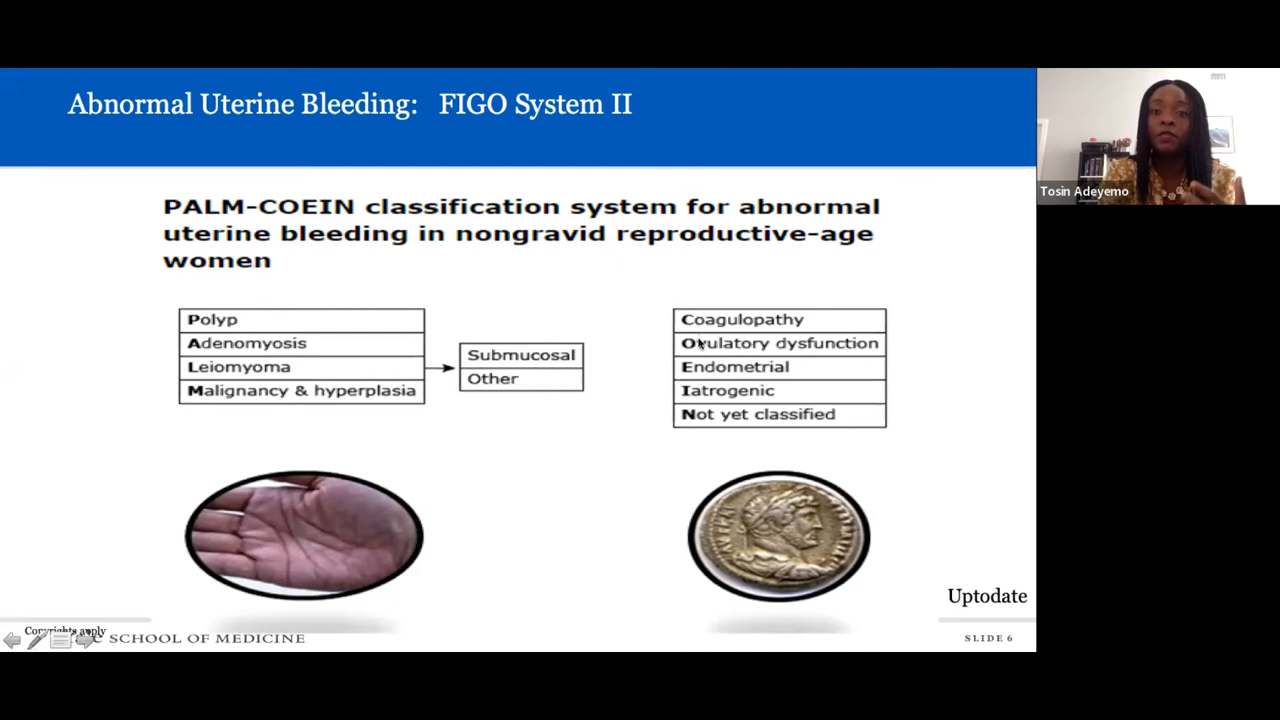 Abnormal Uterine Bleeding: FIGO System II
Tosin Adeyemo
PALM-COEIN classification system for abnormal
uterine bleeding in nongravid reproductive-age
women
Polyp
Adenomyosis
Leiomyoma
Malignancy & hyperplasia
Submucosal
Other
Coagulopathy
Ovulatory dysfunction
Endometrial
Iatrogenic
Not yet classified
Uptodate
Copyrights apply
SCHOOL OF MEDICINE
SLIDE 6